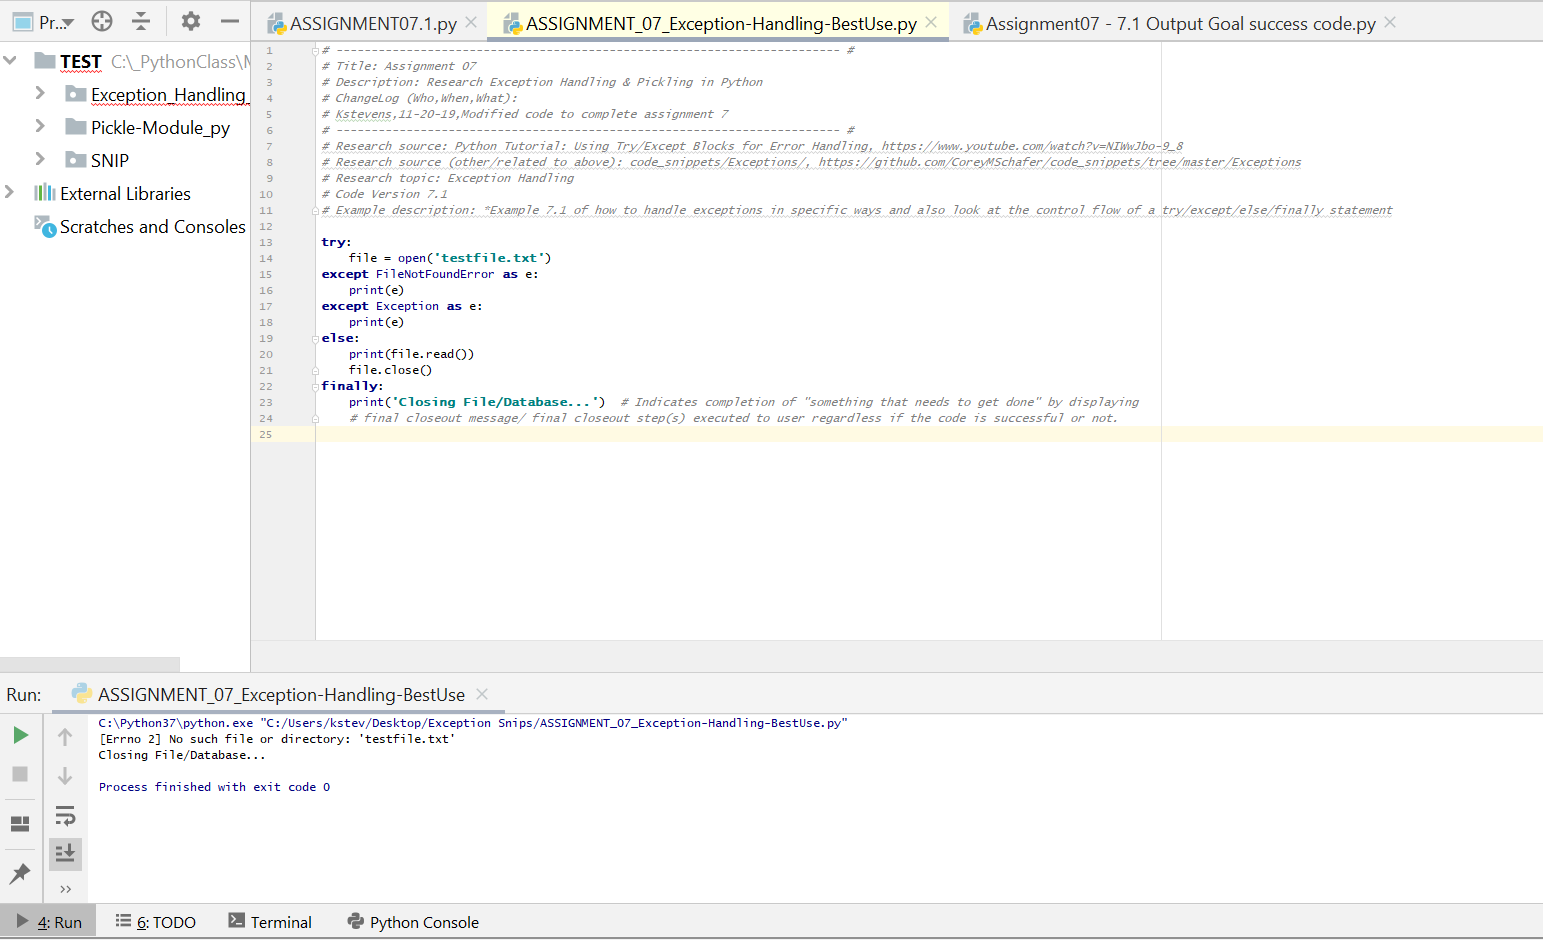 Pr...
ASSIGNMENT07.1.py
ASSIGNMENT_07_Exception-Handling-BestUse.py
Assignment07 - 7.1 Output Goal success code.py
TEST C:\_PythonClass\
Exception_Handling_
Pickle-Module_py
SNIP
External Libraries
Scratches and Consoles
1 # ------------------------------------------------------------------------ #
2 # Title: Assignment 07
3 # Description: Research Exception Handling & Pickling in Python
4 # ChangeLog (Who,When,What):
5 # Kstevens,11-20-19,Modified code to complete assignment 7
6 # ------------------------------------------------------------------------ #
7 # Research source: Python Tutorial: Using Try/Except Blocks for Error Handling, https://www.youtube.com/watch?v=NIWwJbo-9_8
8 # Research source (other/related to above): code_snippets/Exceptions/, https://github.com/CoreyMSchafer/code_snippets/tree/master/Exceptions
9 # Research topic: Exception Handling
10 # Code Version 7.1
11 # Example description: *Example 7.1 of how to handle exceptions in specific ways and also look at the control flow of a try/except/else/finally statement
12
13 try:
14     file = open('testfile.txt')
15 except FileNotFoundError as e:
16     print(e)
17 except Exception as e:
18     print(e)
19 else:
20     print(file.read())
21     file.close()
22 finally:
23     print('Closing File/Database...')  # Indicates completion of "something that needs to get done" by displaying
24     # final closeout message/ final closeout step(s) executed to user regardless if the code is successful or not.
25
Run: ASSIGNMENT_07_Exception-Handling-BestUse
C:\Python37\python.exe "C:/Users/kstev/Desktop/Exception Snips/ASSIGNMENT_07_Exception-Handling-BestUse.py"
[Errno 2] No such file or directory: 'testfile.txt'
Closing File/Database...
Process finished with exit code 0
4: Run
6: TODO
Terminal
Python Console